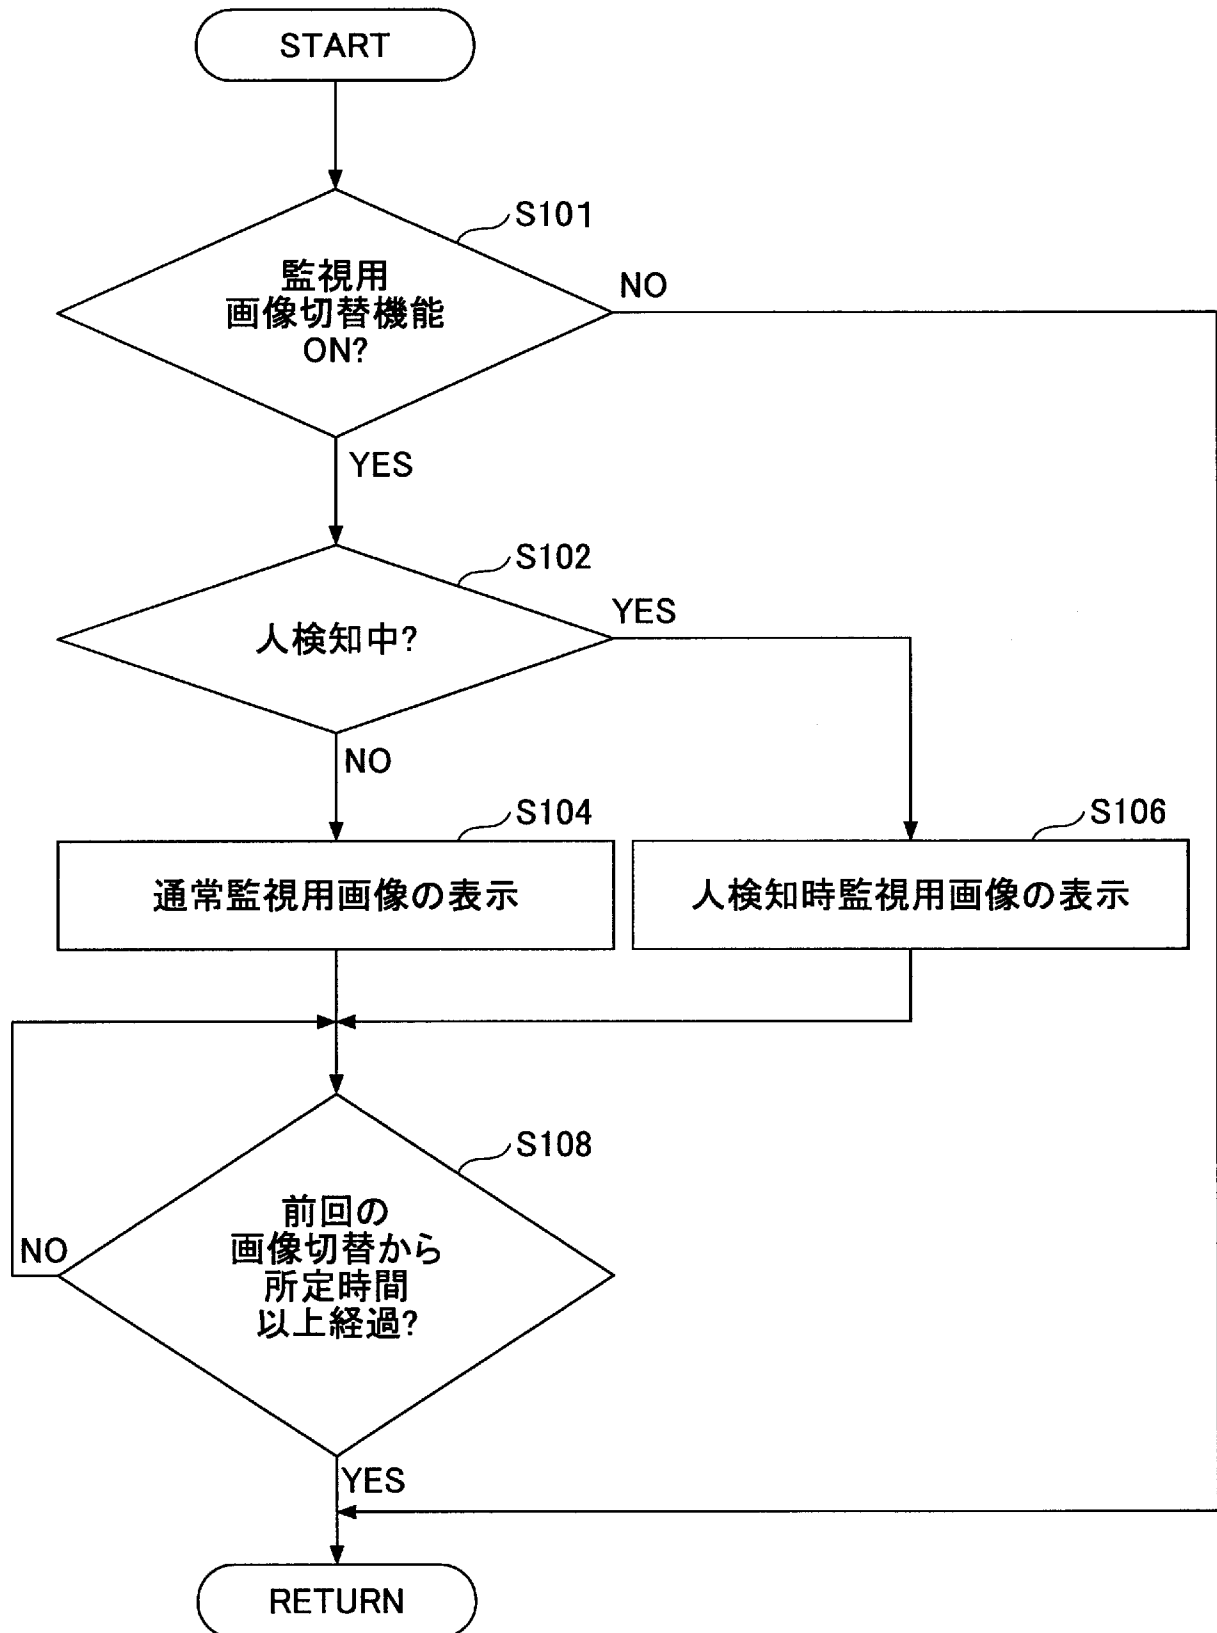 START
S101
監視用
画像切替機能
ON?
NO
YES
S102
人検知中?
YES
NO
S104
通常監視用画像の表示
S106
人検知時監視用画像の表示
S108
前回の
画像切替から
所定時間
以上経過?
NO
YES
RETURN